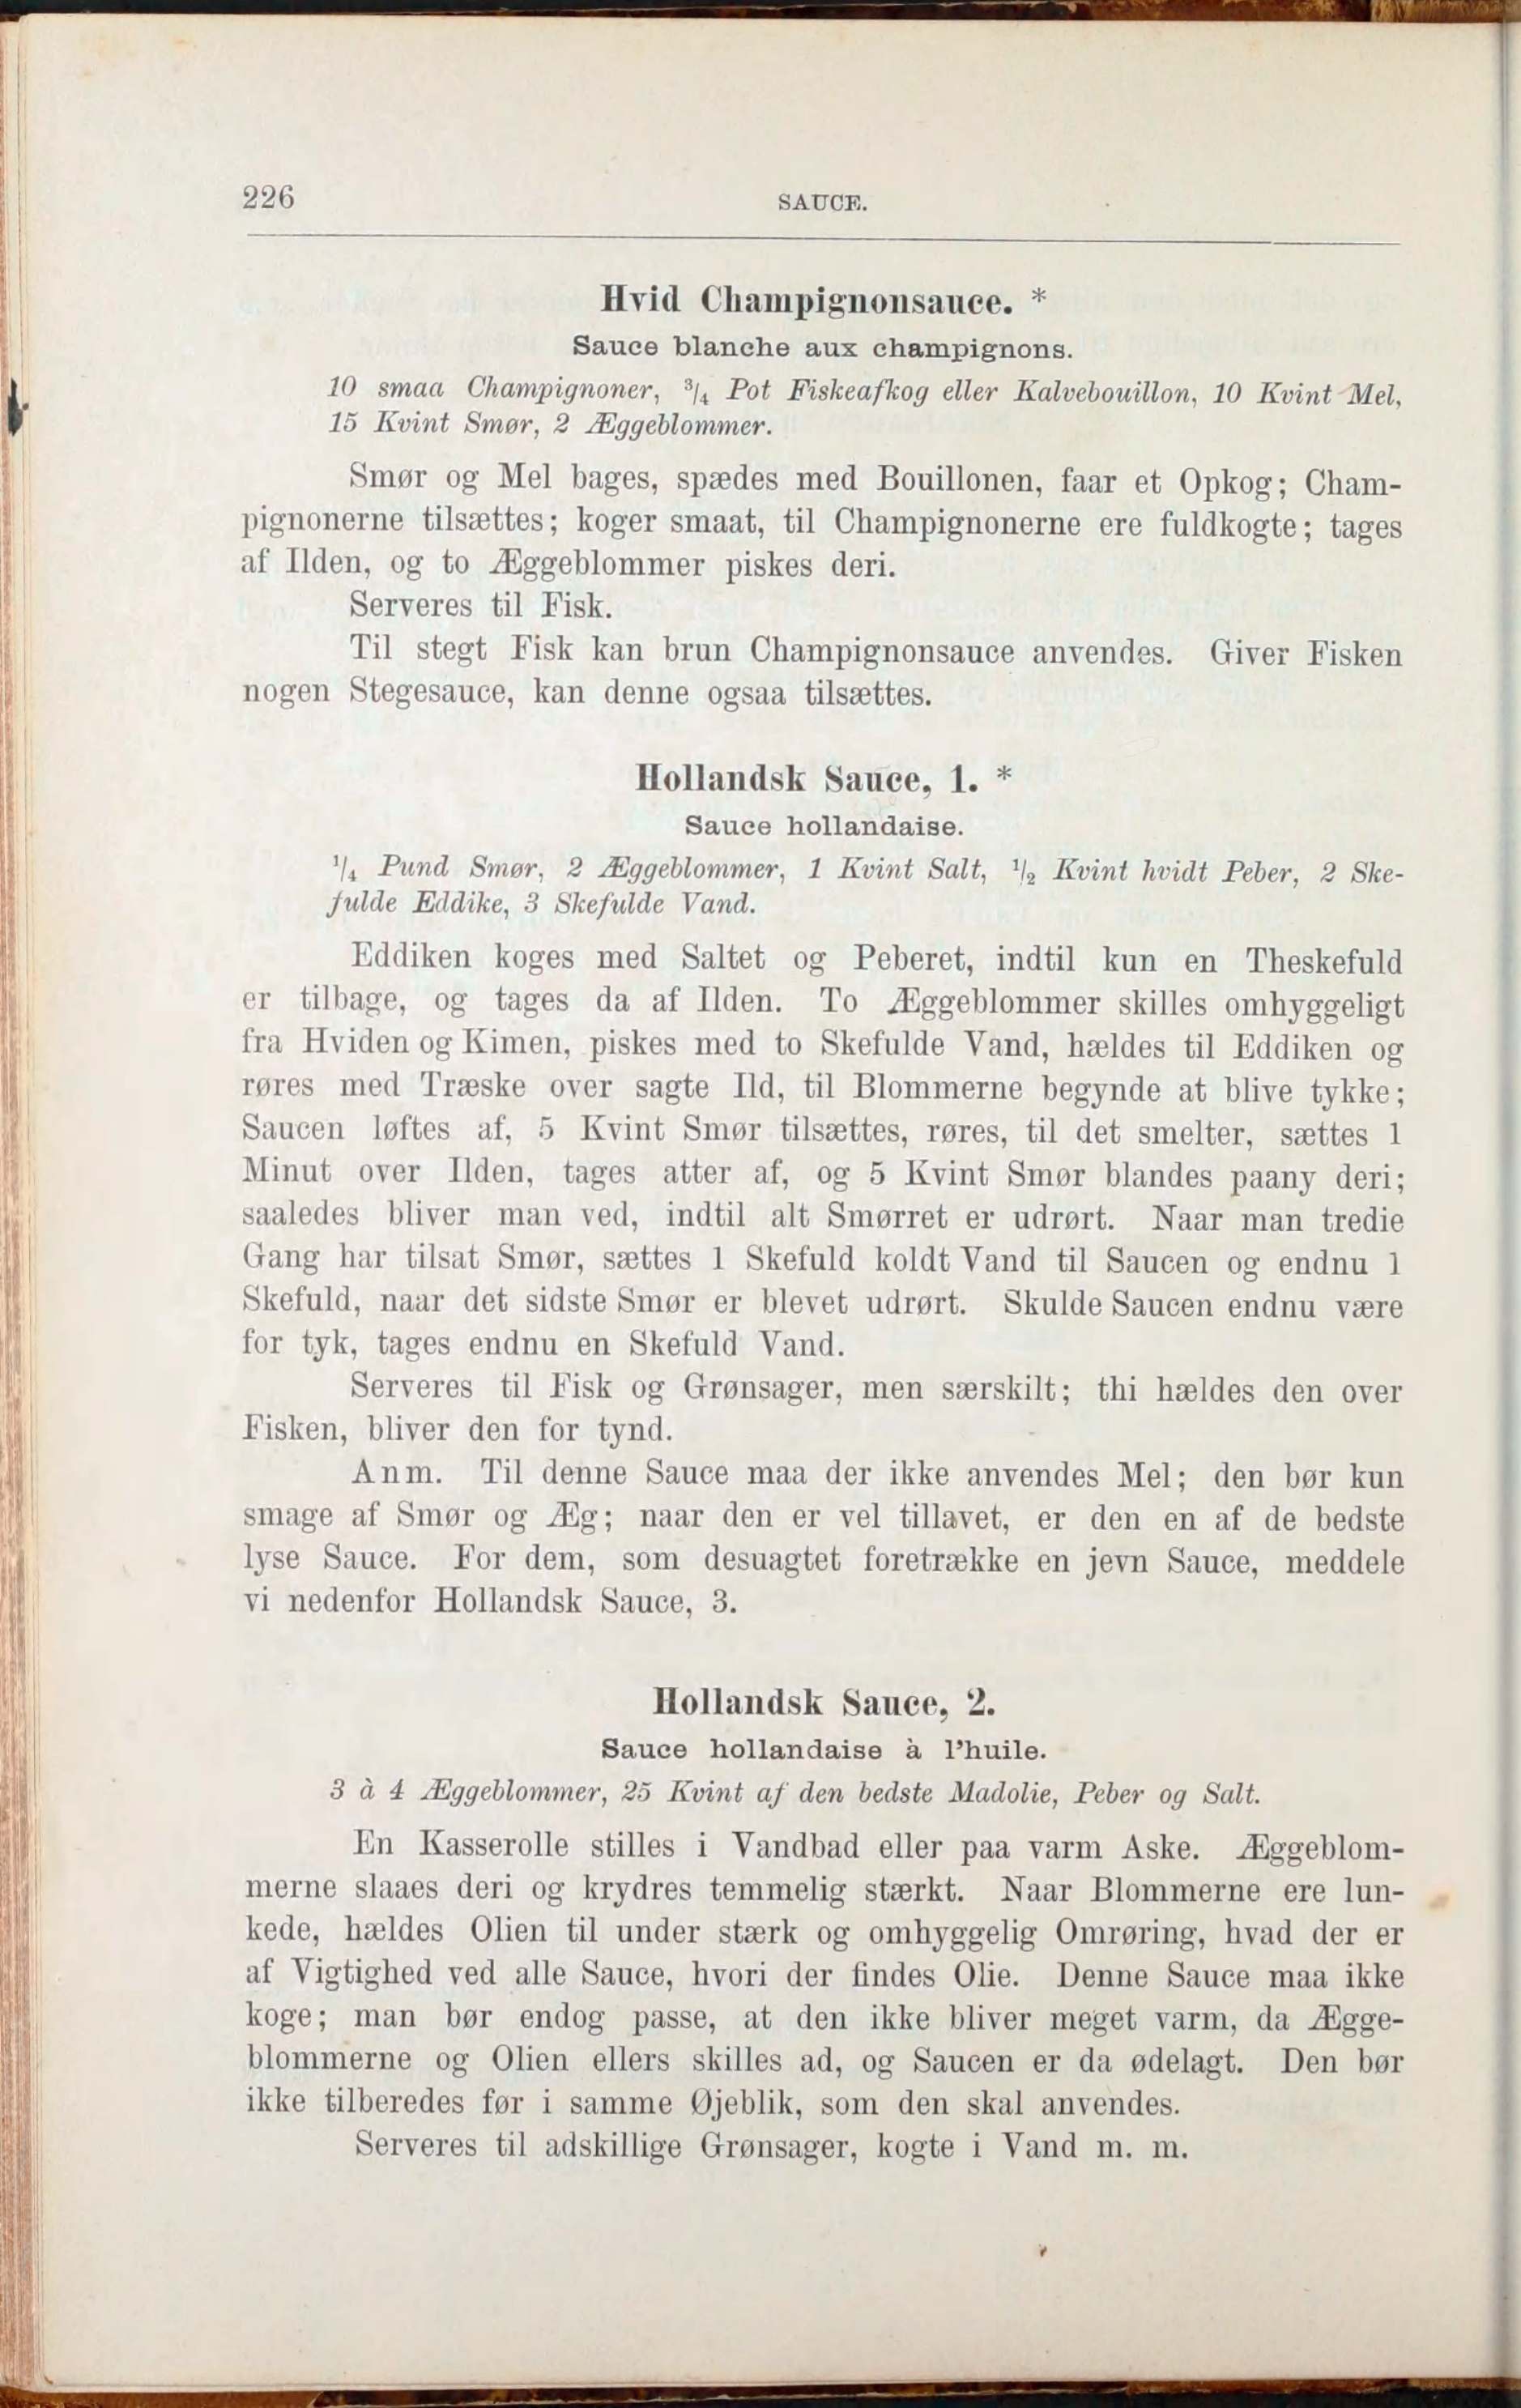 226
SAUCE.
Hvid Champignonsauce. *
Sauce blanche aux champignons.
10 smaa Champignoner, 3/4 Pot Fiskeafkog eller Kalvebouillon, 10 Kvint Mel,
15 Kvint Smør, 2 Æggeblommer.
Smør og Mel bages, spædes med Bouillonen, faar et Opkog; Cham-
pignonerne tilsættes; koger smaat, til Champignonerne ere fuldkogte; tages
af Ilden, og to Æggeblommer piskes deri.
Serveres til Fisk.
Til stegt Fisk kan brun Champignonsauce anvendes. Giver Fisken
nogen Stegesauce, kan denne ogsaa tilsættes.
Hollandsk Sauce, 1. *
Sauce hollandaise.
1/4 Pund Smør, 2 Æggeblommer, 1 Kvint Salt, 1/2 Kvint hvidt Peber, 2 Ske-
fulde Eddike, 3 Skefulde Vand.
Eddiken koges med Saltet og Peberet, indtil kun en Theskefuld
er tilbage, og tages da af Ilden. To Æggeblommer skilles omhyggeligt
fra Hviden og Kimen, piskes med to Skefulde Vand, hældes til Eddiken og
røres med Træske over sagte Ild, til Blommerne begynde at blive tykke;
Saucen løftes af, 5 Kvint Smør tilsættes, røres, til det smelter, sættes 1
Minut over Ilden, tages atter af, og 5 Kvint Smør blandes paany deri;
saaledes bliver man ved, indtil alt Smørret er udrørt. Naar man tredie
Gang har tilsat Smør, sættes 1 Skefuld koldt Vand til Saucen og endnu 1
Skefuld, naar det sidste Smør er blevet udrørt. Skulde Saucen endnu være
for tyk, tages endnu en Skefuld Vand.
Serveres til Fisk og Grønsager, men særskilt; thi hældes den over
Fisken, bliver den for tynd.
Anm. Til denne Sauce maa der ikke anvendes Mel; den bør kun
smage af Smør og Æg; naar den er vel tillavet, er den en af de bedste
lyse Sauce. For dem, som desuagtet foretrække en jevn Sauce, meddele
vi nedenfor Hollandsk Sauce, 3.
Hollandsk Sauce, 2.
Sauce hollandaise à l'huile.
3 à 4 Æggeblommer, 25 Kvint af den bedste Madolie, Peber og Salt.
En Kasserolle stilles i Vandbad eller paa varm Aske. Æggeblom-
merne slaaes deri og krydres temmelig stærkt. Naar Blommerne ere lun-
kede, hældes Olien til under stærk og omhyggelig Omrøring, hvad der er
af Vigtighed ved alle Sauce, hvori der findes Olie. Denne Sauce maa ikke
koge; man bør endog passe, at den ikke bliver meget varm, da Ægge-
blommerne og Olien ellers skilles ad, og Saucen er da ødelagt. Den bør
ikke tilberedes før i samme Øjeblik, som den skal anvendes.
Serveres til adskillige Grønsager, kogte i Vand m. m.